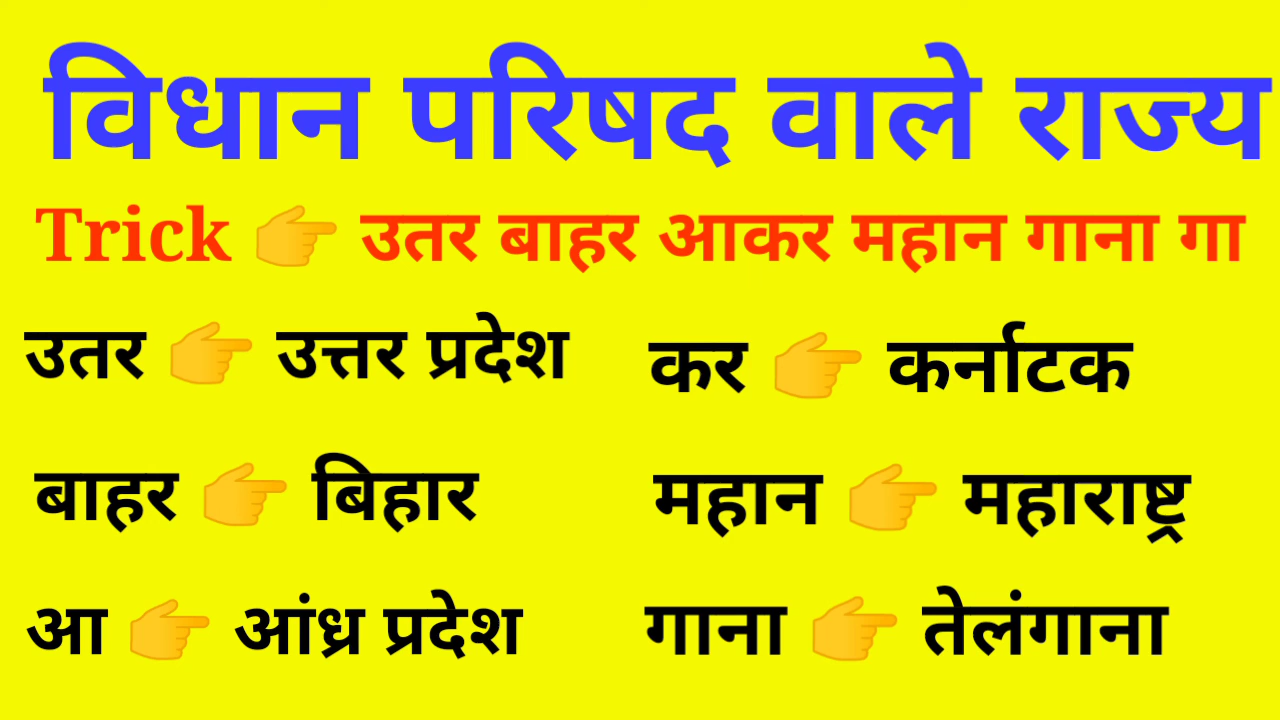 विधान परिषद वाले राज्य
Trick 👉 उतर बाहर आकर महान गाना गा
उतर 👉 उत्तर प्रदेश
कर 👉 कर्नाटक
बाहर 👉 बिहार
महान 👉 महाराष्ट्र
आ 👉 आंध्र प्रदेश
गाना 👉 तेलंगाना